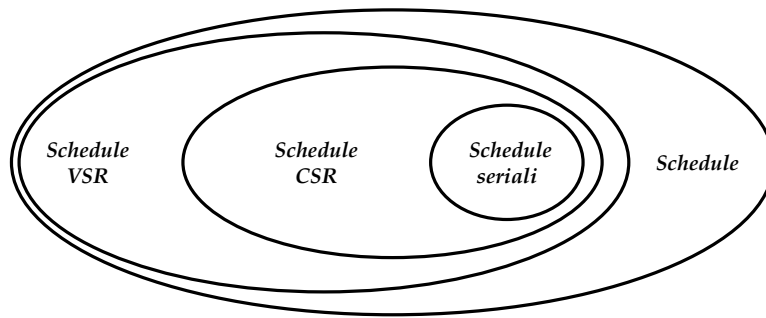 Schedule
VSR
Schedule
CSR
Schedule
seriali
Schedule